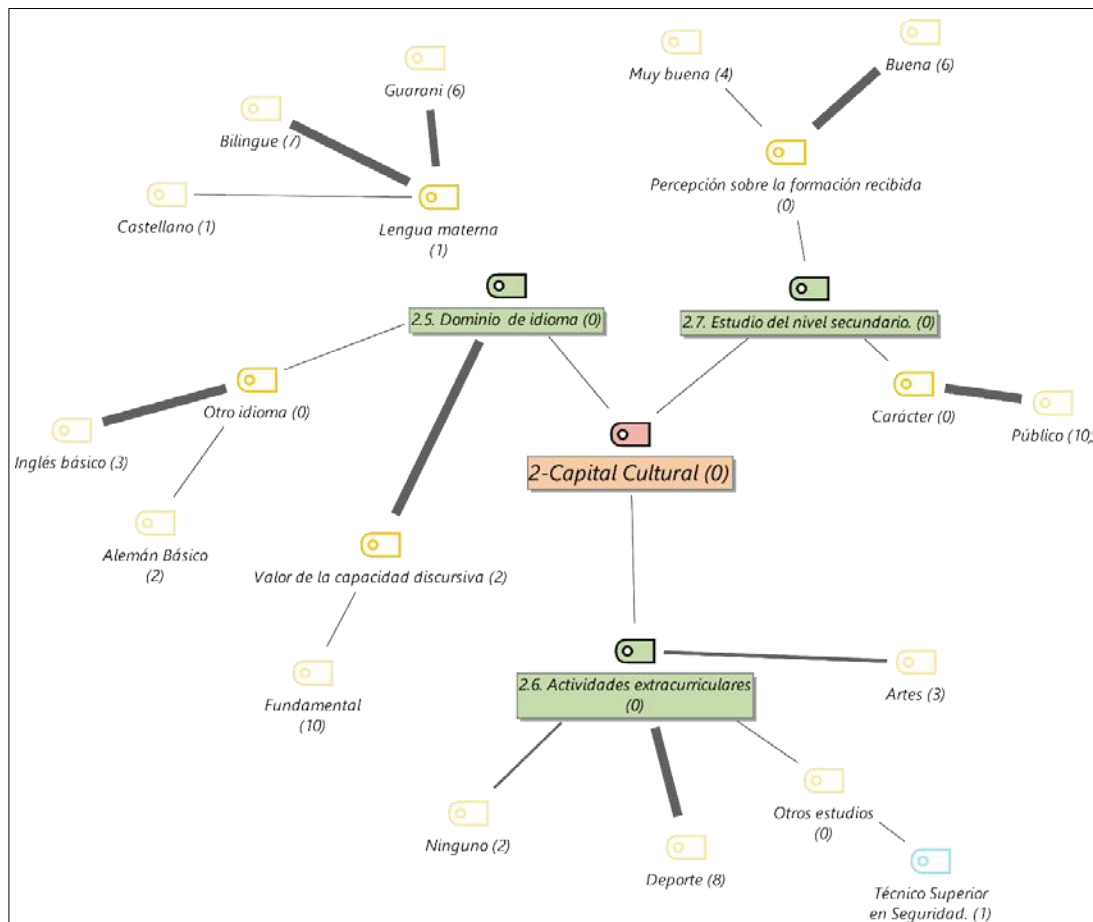 Muy buena (4)
Buena (6)
Guarani (6)
Bilingue (7)
Percepción sobre la formación recibida
(0)
Castellano (1)
Lengua materna
(1)
2.5. Dominio de idioma (0)
2.7. Estudio del nivel secundario. (0)
Otro idioma (0)
Carácter (0)
Público (10;
Inglés básico (3)
2-Capital Cultural (0)
Alemán Básico
(2)
Valor de la capacidad discursiva (2)
Fundamental
(10)
2.6. Actividades extracurriculares
(0)
Artes (3)
Otros estudios
(0)
Ninguno (2)
Deporte (8)
Técnico Superior
en Seguridad. (1)